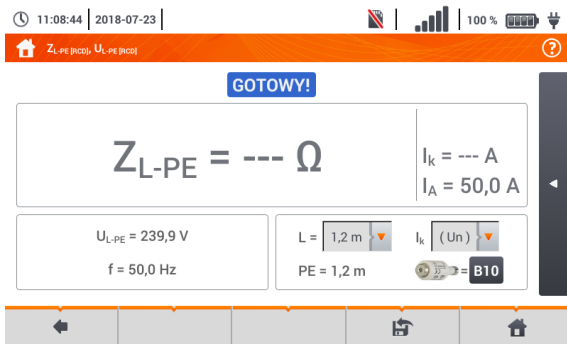 11:08:44 2018-07-23 100 %
ZL-PE [RCD], UL-PE [RCD] ?
GOTOWY!
ZL-PE = --- Ω
Ik = --- A
IA = 50,0 A
UL-PE = 239,9 V
f = 50,0 Hz
L = 1,2 m Ik (Un)
PE = 1,2 m = B10